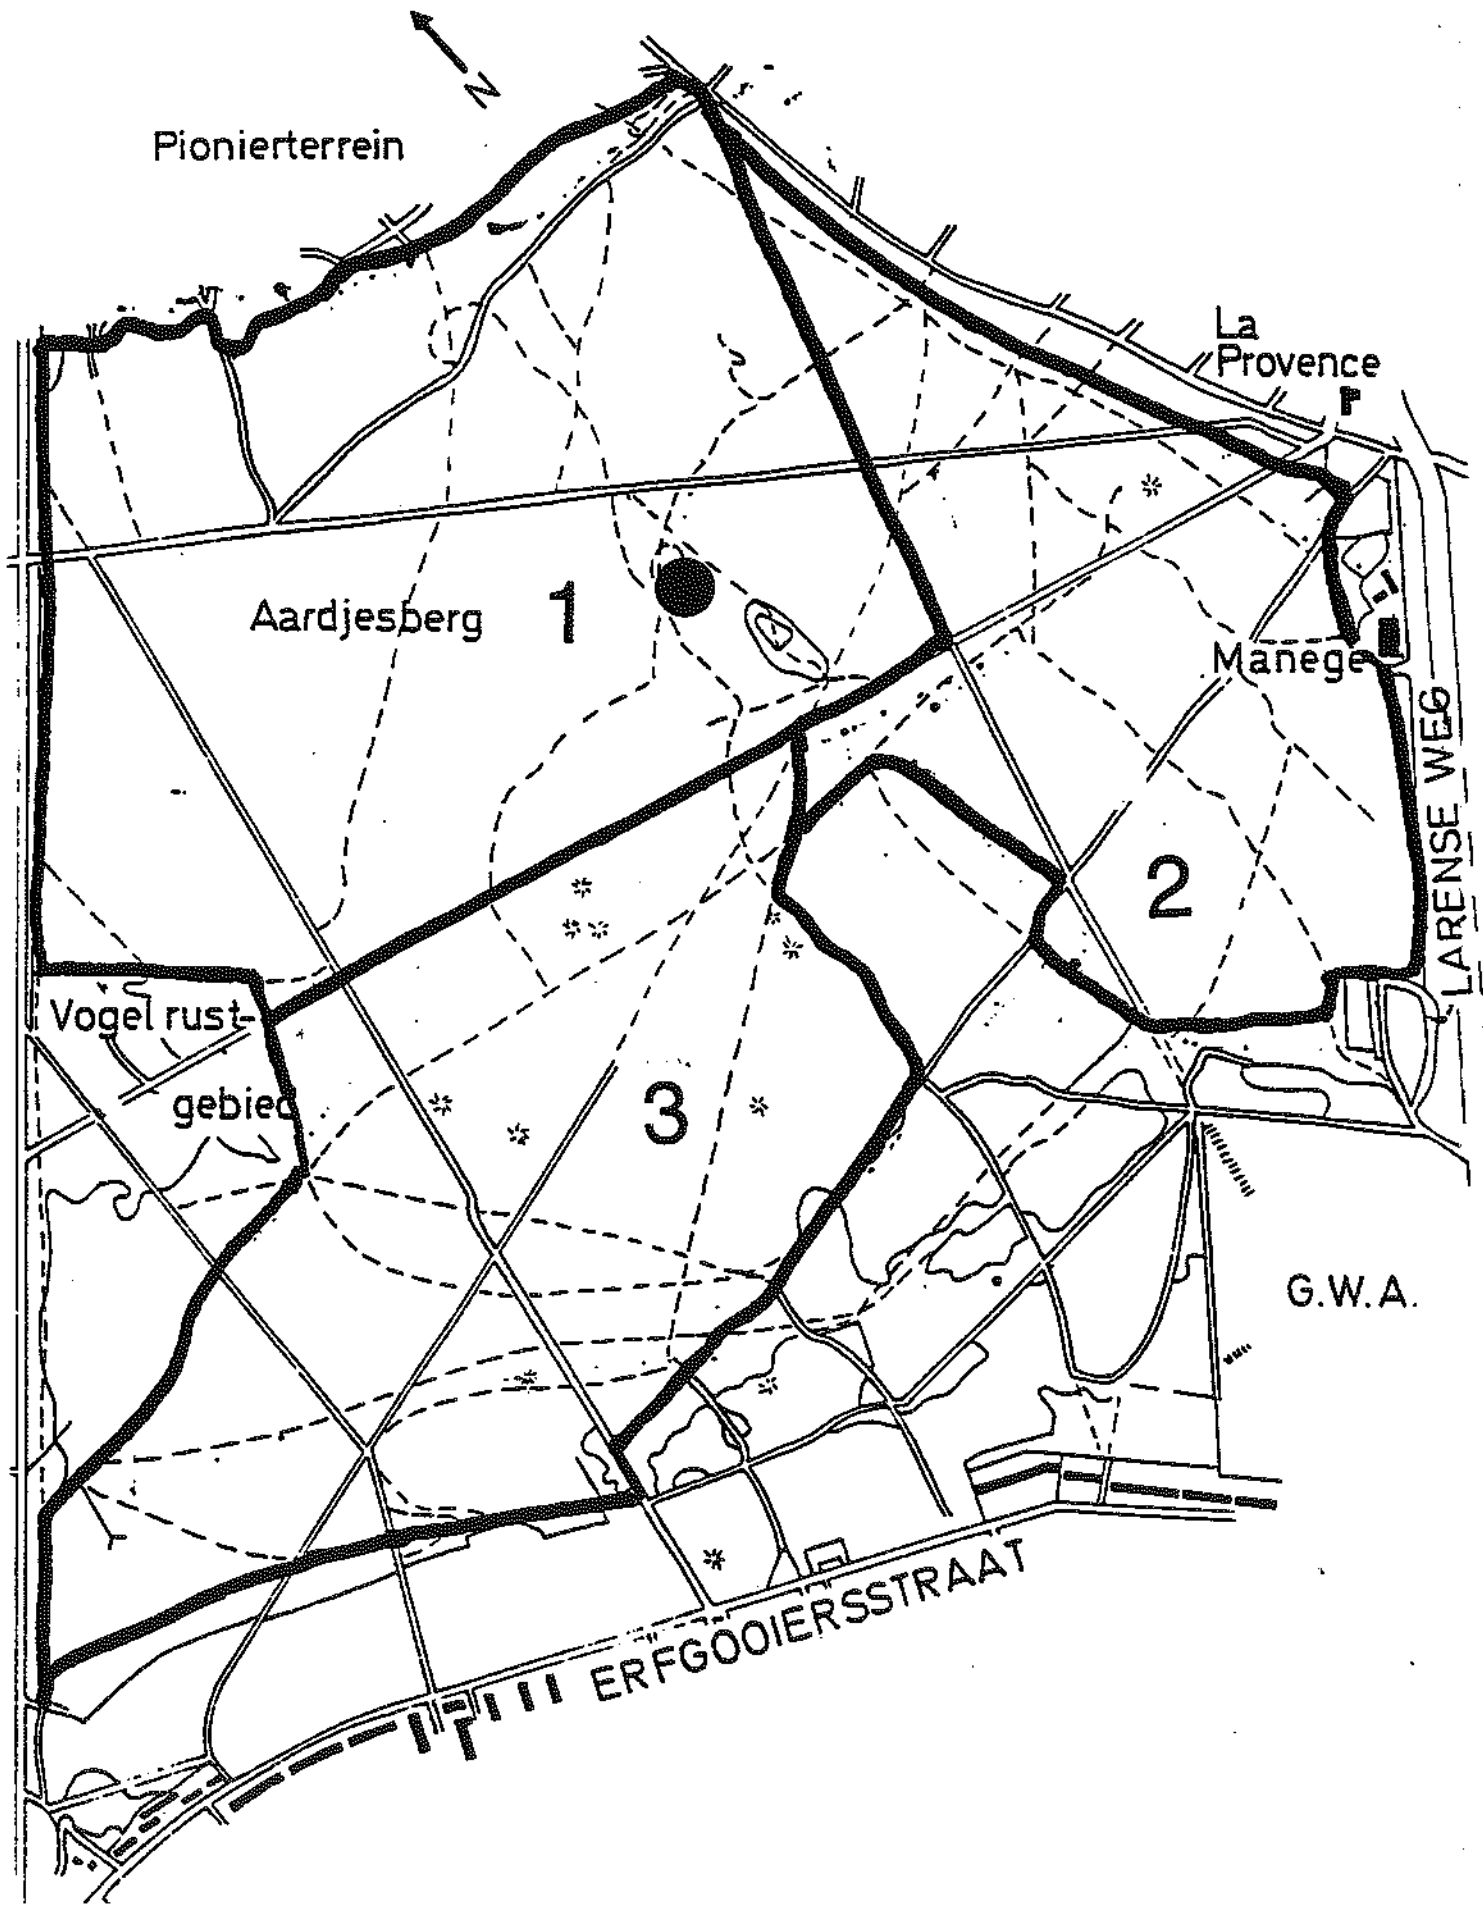 N
Pionierterrein
La
Provence
Aardjesberg
1
Manege
LARENSE WEG
2
Vogel rust-
gebied
3
G.W.A.
ERFGOOIERSSTRAAT